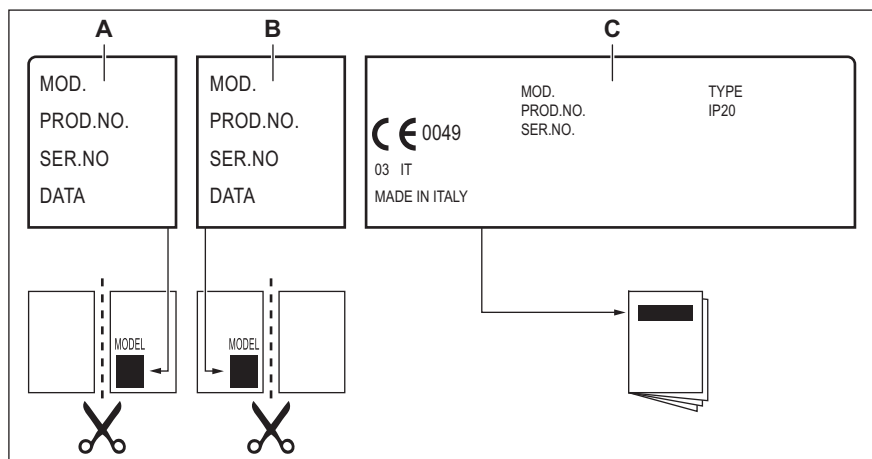 A
B
C
MOD.
PROD.NO.
SER.NO
DATA
MOD.
PROD.NO.
SER.NO
DATA
MOD.
PROD.NO.
SER.NO.
TYPE
IP20
CE 0049
03 IT
MADE IN ITALY
MODEL
MODEL